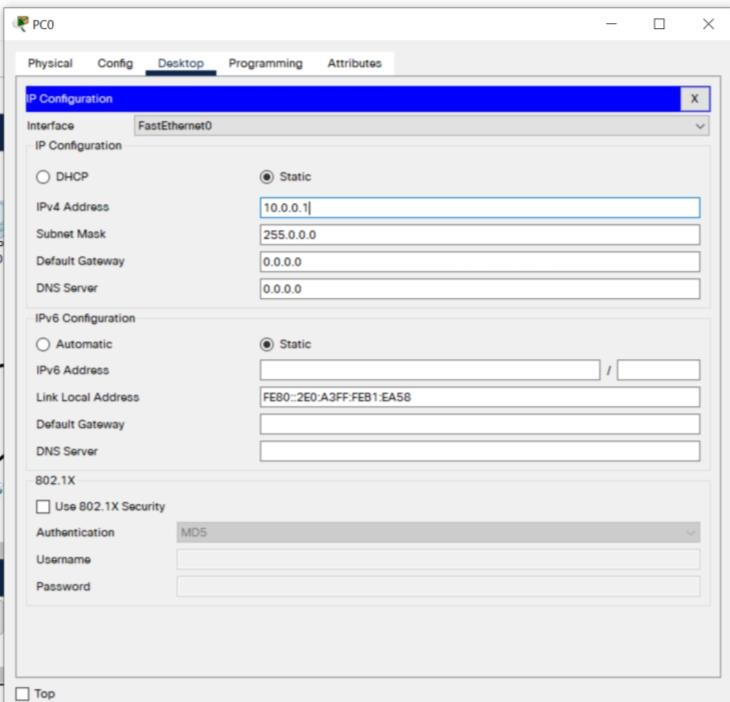 PC0
Physical Config Desktop Programming Attributes
IP Configuration X
Interface FastEthernet0
IP Configuration
DHCP Static
IPv4 Address 10.0.0.1
Subnet Mask 255.0.0.0
Default Gateway 0.0.0.0
DNS Server 0.0.0.0
IPv6 Configuration
Automatic Static
IPv6 Address /
Link Local Address FE80::2E0:A3FF:FEB1:EA58
Default Gateway
DNS Server
802.1X
Use 802.1X Security
Authentication MD5
Username
Password
Top